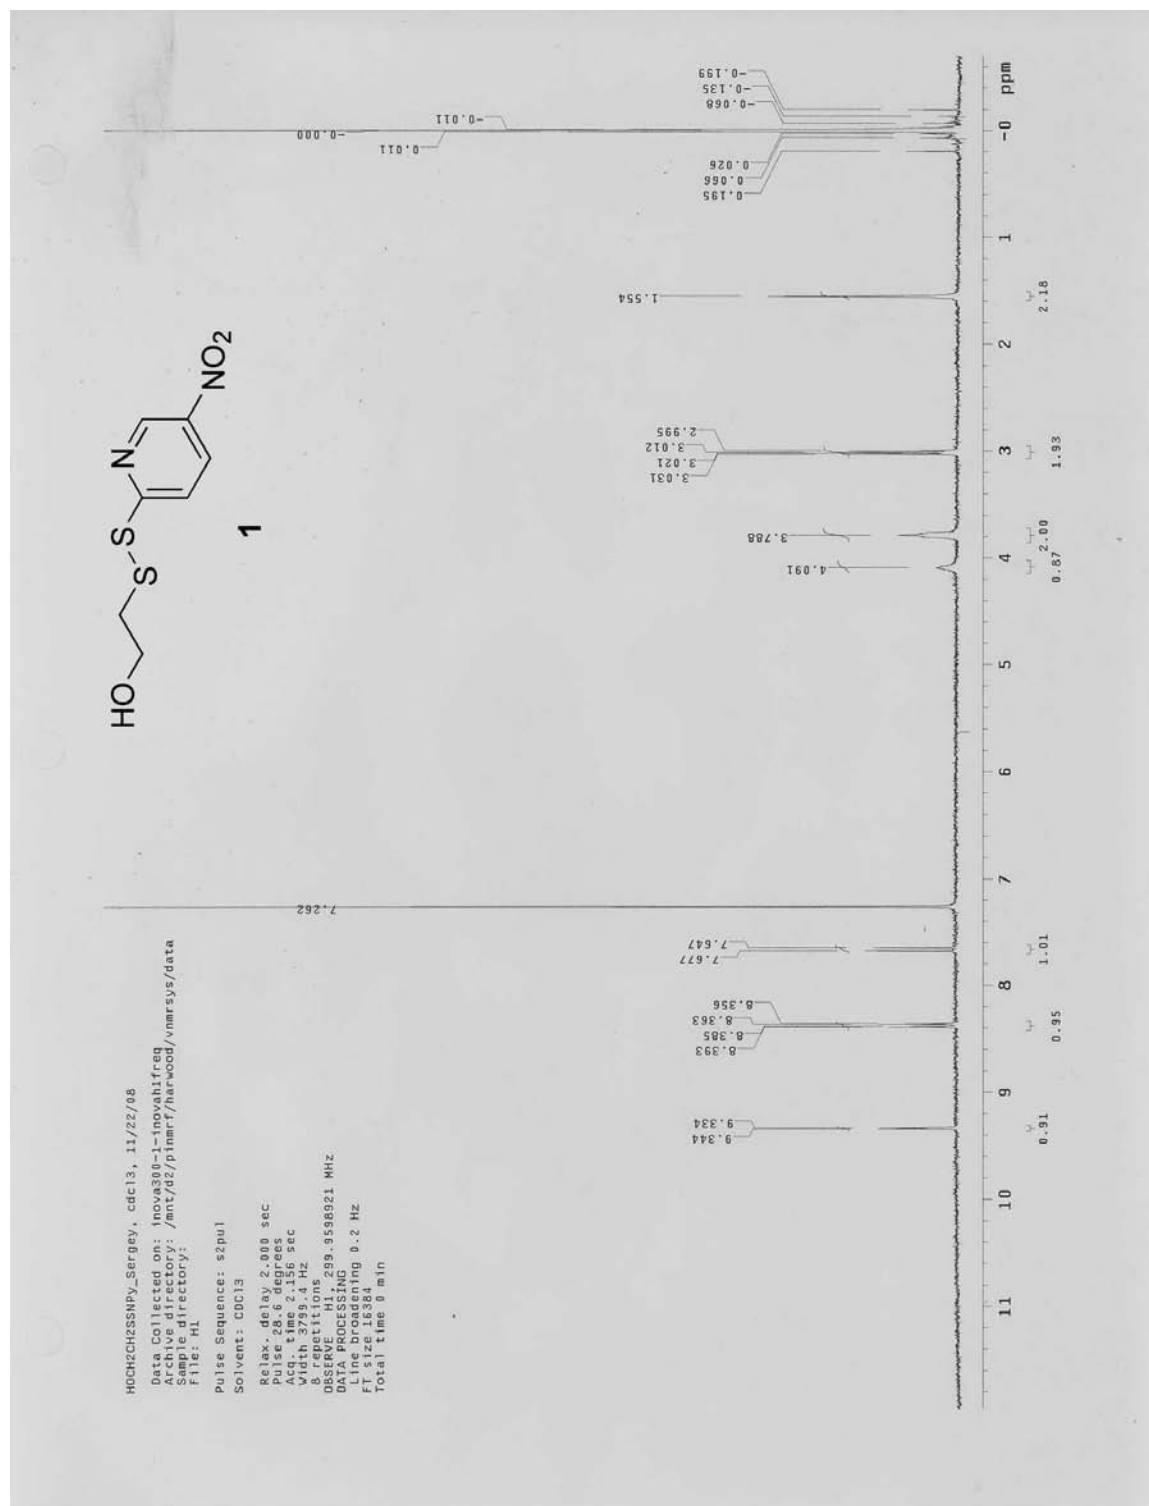 HOCH2CH2SSNPy_Sergey, cdcl3, 11/22/08
Data Collected on: inova300-1-inovah1freq
Archive directory: /mnt/d2/pinmrf/harwood/vnmrsys/data
Sample directory:
File: H1
Pulse Sequence: s2pul
Solvent: CDCl3
Relax. delay 2.000 sec
Pulse 28.6 degrees
Acq. time 2.156 sec
Width 3799.4 Hz
8 repetitions
OBSERVE H1, 299.9598921 MHz
DATA PROCESSING
Line broadening 0.2 Hz
FT size 16384
Total time 0 min
HO
S
S
N
NO2
1
9.344
9.334
8.393
8.385
8.363
8.356
7.677
7.647
7.262
4.091
3.788
3.031
3.021
3.012
2.995
1.554
0.195
0.066
0.026
0.011
-0.000
-0.011
-0.068
-0.135
-0.199
11 10 9 8 7 6 5 4 3 2 1 -0 ppm
0.91
0.95
1.01
0.87
2.00
1.93
2.18